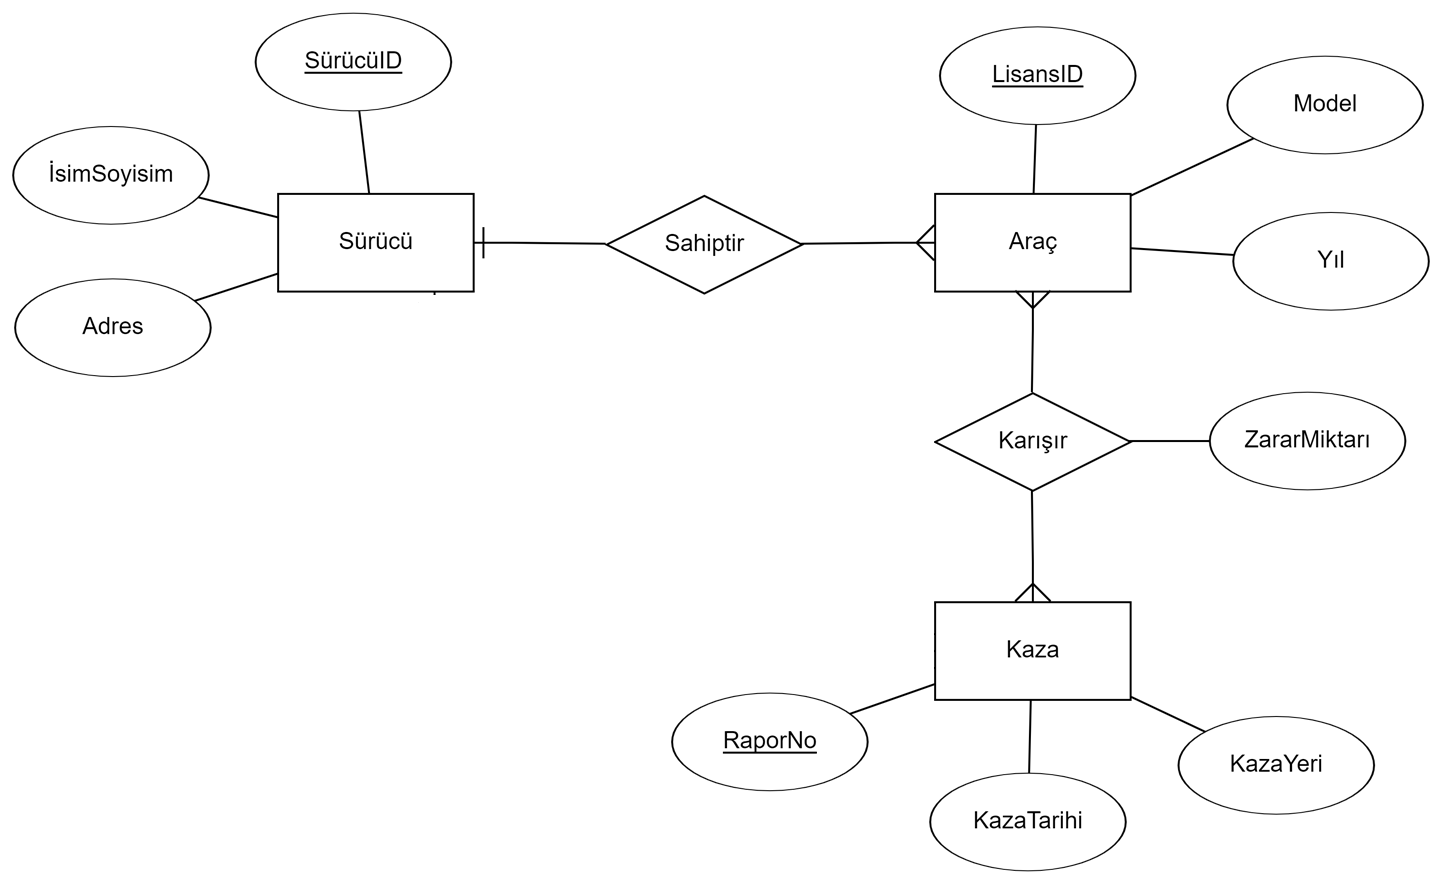 SürücüID
LisansID
Model
İsimSoyisim
Sürücü
Sahiptir
Araç
Yıl
Adres
Karışır
ZararMiktarı
Kaza
RaporNo
KazaYeri
KazaTarihi